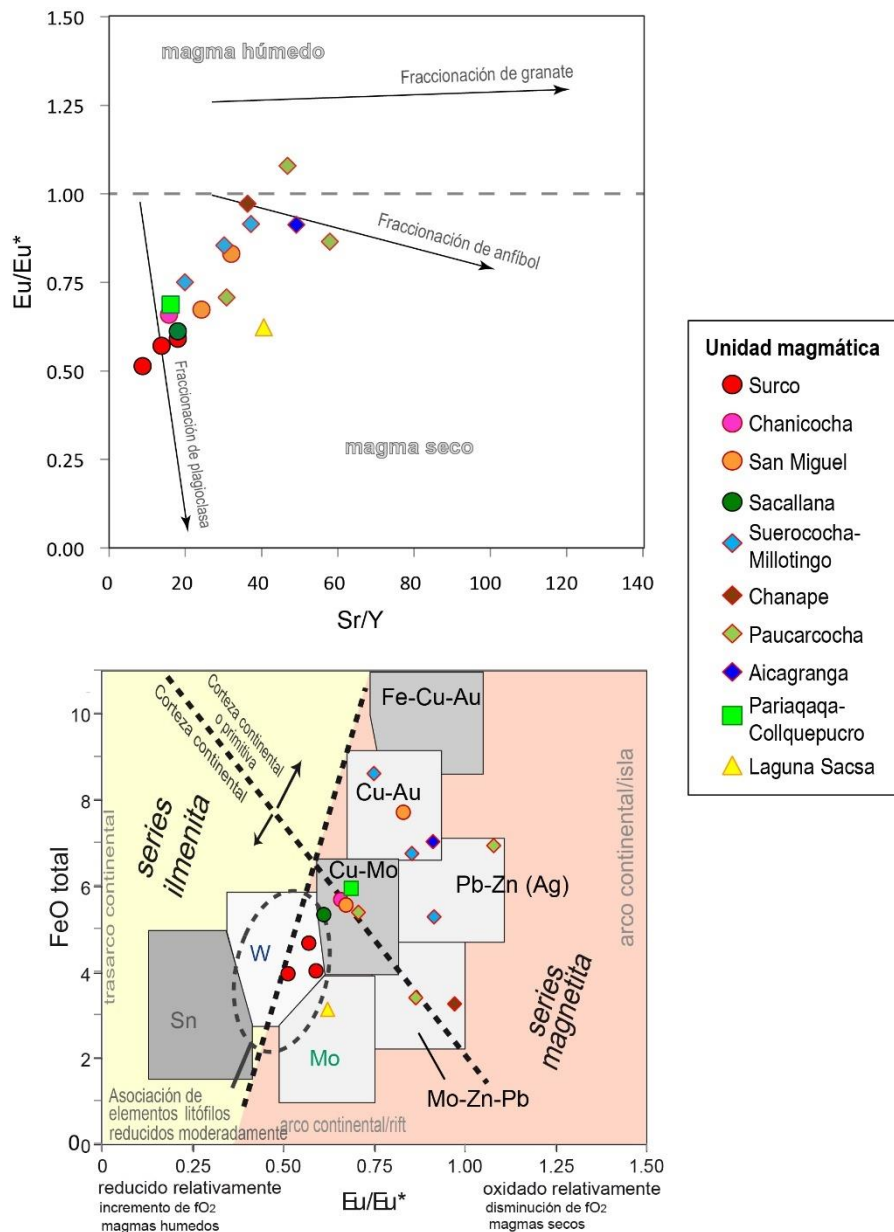 1.50
magma húmedo
Fraccionación de granate
1.25
1.00
Fraccionación de anfíbol
Eu/Eu*
0.75
0.50
Fraccionación de plagioclasa
magma seco
0.25
0.00
0
20
40
60
80
100
120
140
Sr/Y
Unidad magmática
Surco
Chanicocha
San Miguel
Sacallana
Suerococha-
Millotingo
Chanape
Paucarcocha
Aicagranga
Pariaqaqa-
Collquepucro
Laguna Sacsa
10
Corteza continental
o primitiva
Corteza continental
Fe-Cu-Au
8
Cu-Au
series
ilmenita
arco continental/isla
trasarco continental
FeO total
6
Cu-Mo
Pb-Zn (Ag)
W
4
Sn
series
magnetita
2
Mo
Mo-Zn-Pb
Asociación de
elementos litófilos
reducidos moderadamente
arco continental/rift
0
0
0
0.50
0.75
1.00
1.25
1.50
reducido relativamente
incremento de fO2
magmas humedos
Eu/Eu*
oxidado relativamente
disminución de fO2
magmas secos